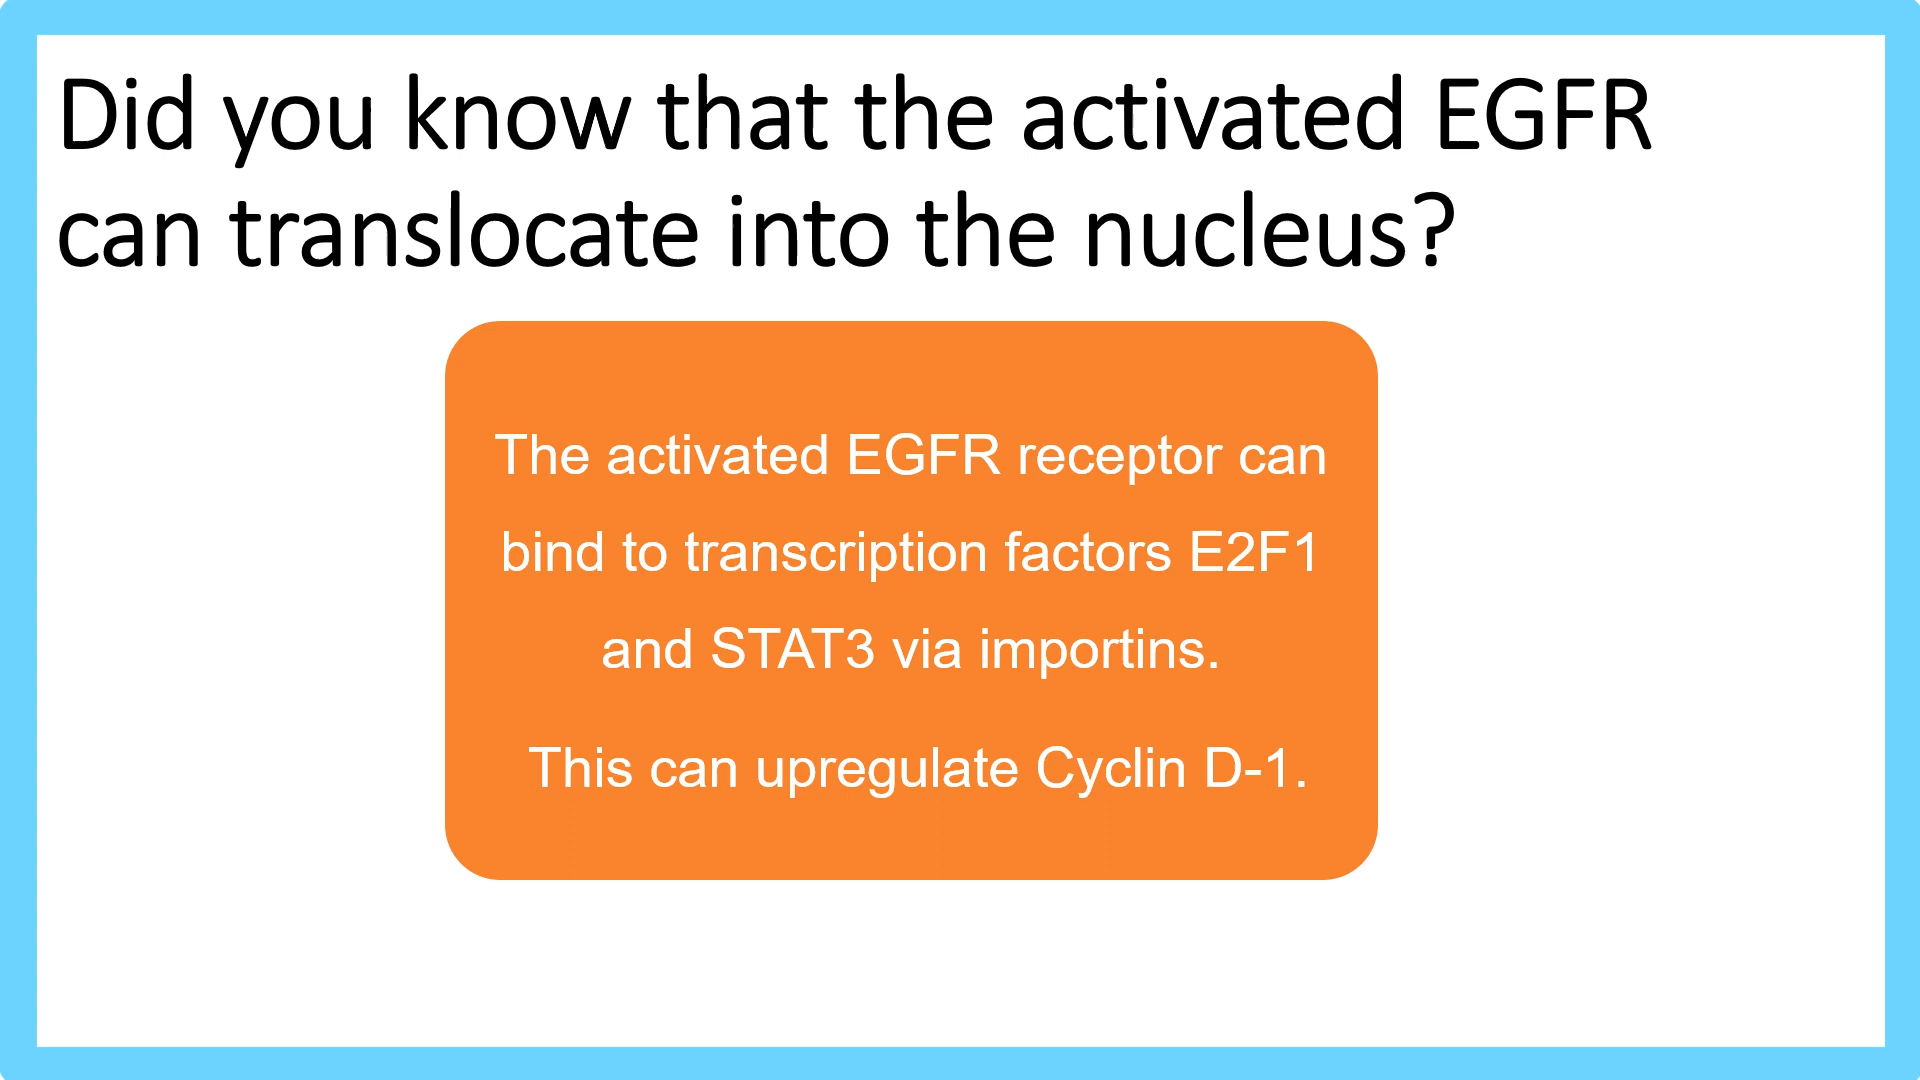 Did you know that the activated EGFR
can translocate into the nucleus?
The activated EGFR receptor can
bind to transcription factors E2F1
and STAT3 via importins.
This can upregulate Cyclin D-1.